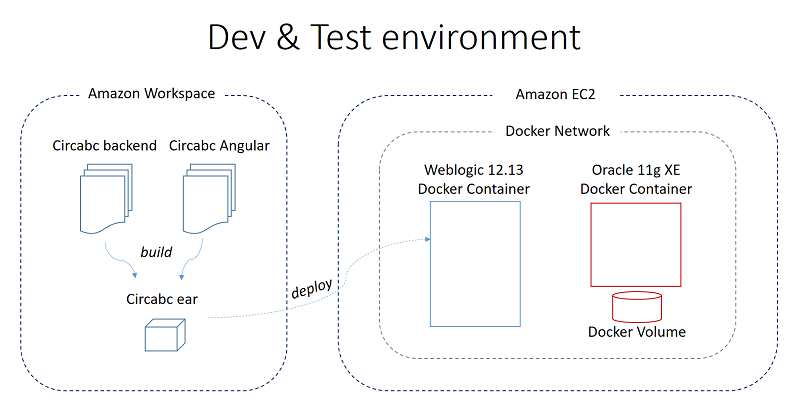 Dev & Test environment
Amazon Workspace
Circabc backend
Circabc Angular
build
Circabc ear
deploy
Amazon EC2
Docker Network
Weblogic 12.13
Docker Container
Oracle 11g XE
Docker Container
Docker Volume